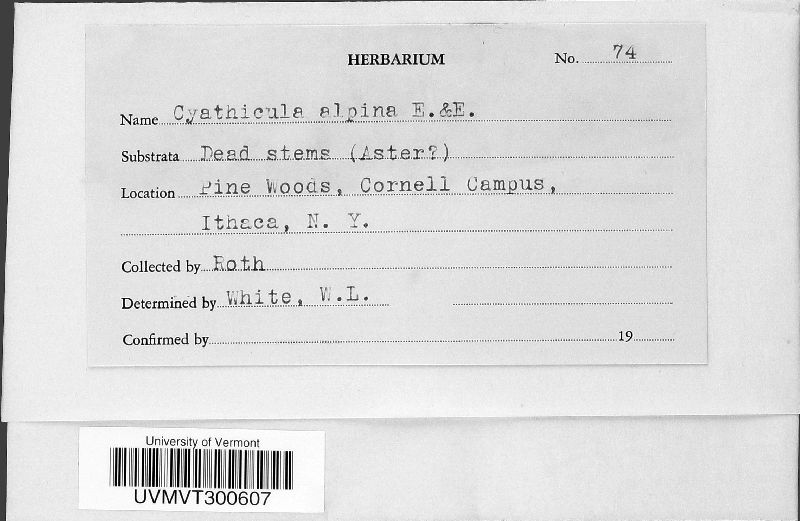 HERBARIUM No. 74
Name Cyathicula alpina E.&E.
Substrata Dead stems (Aster?)
Location Pine Woods, Cornell Campus,
Ithaca, N. Y.
Collected by Roth
Determined by White, W.L.
Confirmed by 19
University of Vermont
UVMVT300607